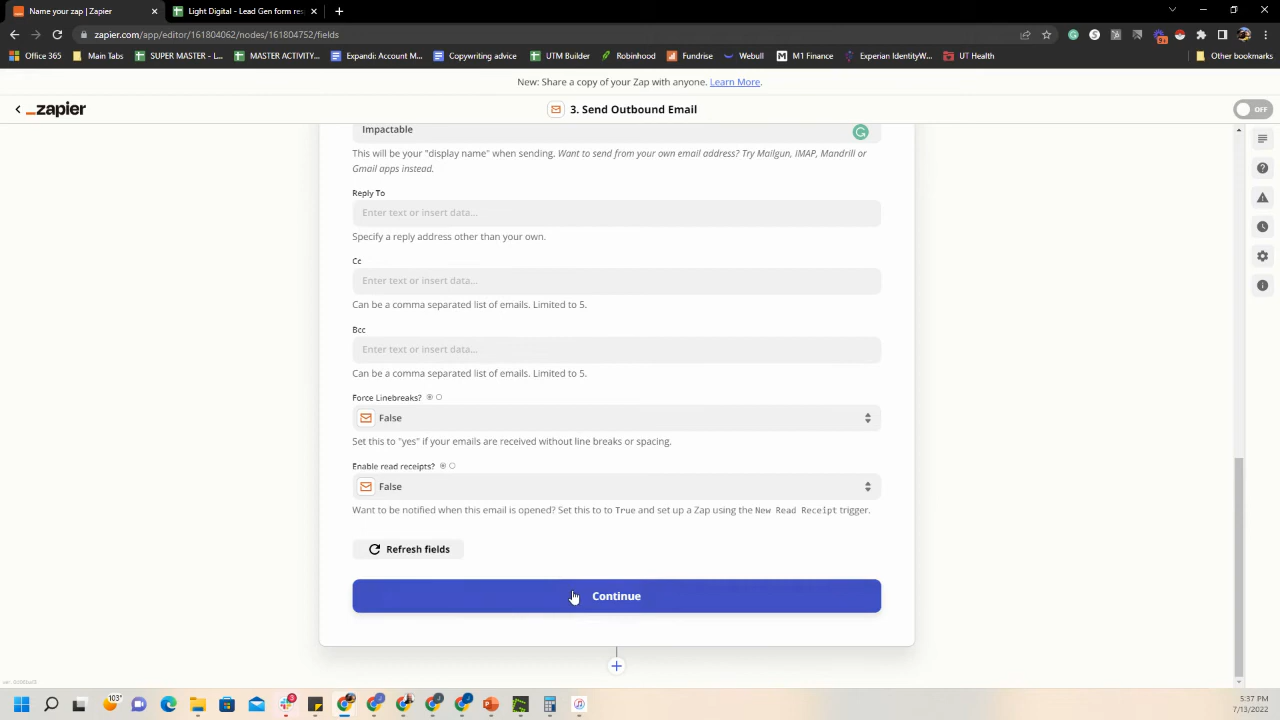 Name your zap | Zapier
Light Digital - Lead Gen form res
zapier.com/app/editor/161804062/nodes/161804752/fields
Office 365
SUPER MASTER - L...
MASTER ACTIVITY...
Expandi: Account M...
Copywriting advice
UTM Builder
Robinhood
Fundrise
Webull
M1 Finance
Experian IdentityW...
UT Health
Other bookmarks
New: Share a copy of your Zap with anyone. Learn More.
zapier
3. Send Outbound Email
OFF
Impactable
This will be your "display name" when sending. Want to send from your own email address? Try Mailgun, IMAP, Mandrill or
Gmail apps instead.
Reply To
Enter text or insert data...
Specify a reply address other than your own.
Cc
Enter text or insert data...
Can be a comma separated list of emails. Limited to 5.
Bcc
Enter text or insert data...
Can be a comma separated list of emails. Limited to 5.
Force Linebreaks?
False
Set this to "yes" if your emails are received without line breaks or spacing.
Enable read receipts?
False
Want to be notified when this email is opened? Set this to to True and set up a Zap using the New Read Receipt trigger.
Refresh fields
Continue
103°
3
5:37 PM
7/13/2022